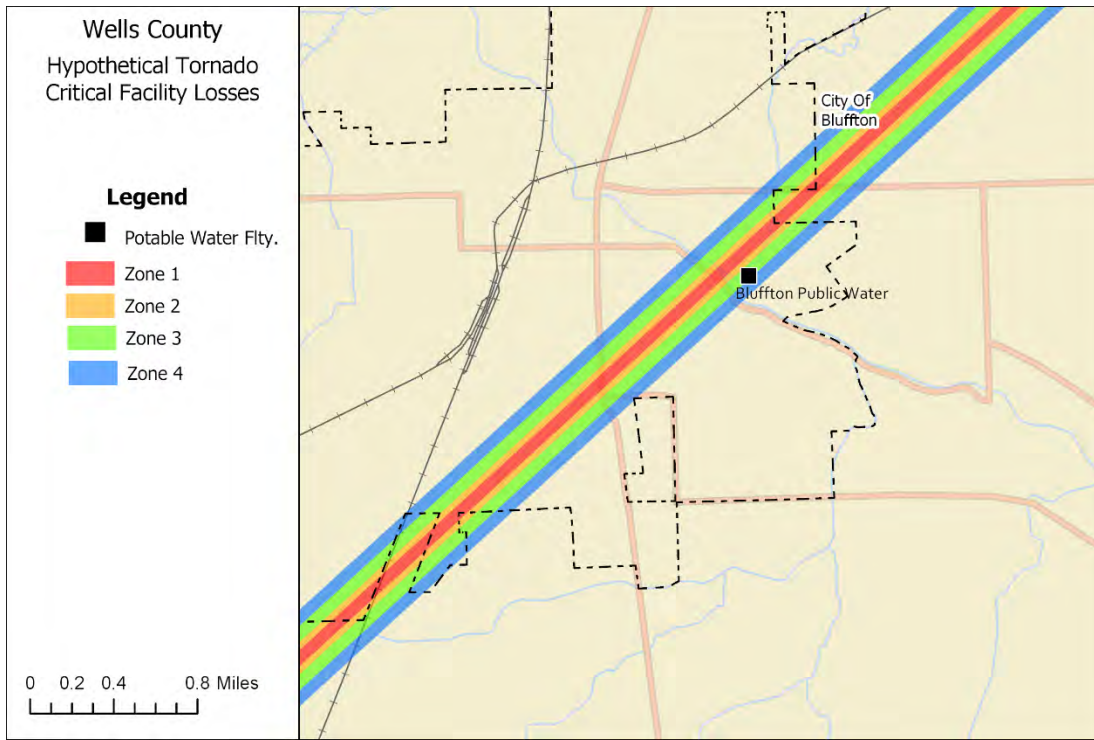 Wells County
Hypothetical Tornado
Critical Facility Losses
Legend
Potable Water Flty.
Zone 1
Zone 2
Zone 3
Zone 4
0 0.2 0.4 0.8 Miles
City Of
Bluffton
Bluffton Public Water